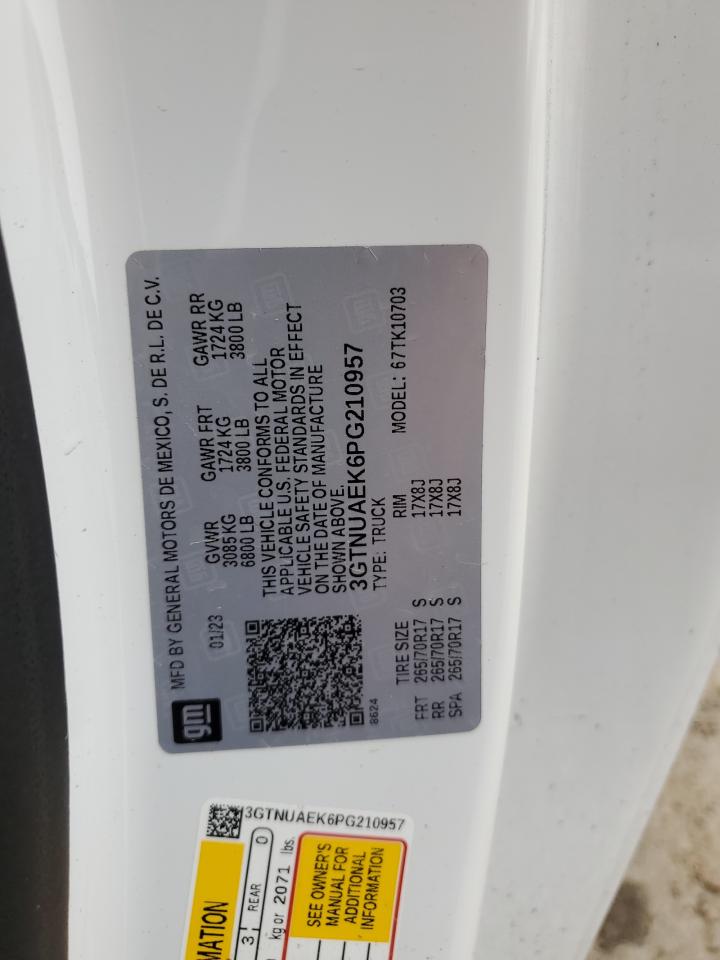 gm
MFD BY GENERAL MOTORS DE MEXICO, S. DE R.L. DE C.V.
01/23
GVWR GAWR FRT GAWR RR
3085 KG 1724 KG 1724 KG
6800 LB 3800 LB 3800 LB
THIS VEHICLE CONFORMS TO ALL
APPLICABLE U.S. FEDERAL MOTOR
VEHICLE SAFETY STANDARDS IN EFFECT
ON THE DATE OF MANUFACTURE
SHOWN ABOVE.
3GTNUAEK6PG210957
8624
TYPE: TRUCK MODEL: 67TK10703
TIRE SIZE RIM
FRT 265/70R17 S 17X8J
RR 265/70R17 S 17X8J
SPA 265/70R17 S 17X8J
3GTNUAEK6PG210957
3 REAR 0
kg or 2071 lbs.
SEE OWNER'S
MANUAL FOR
ADDITIONAL
INFORMATION